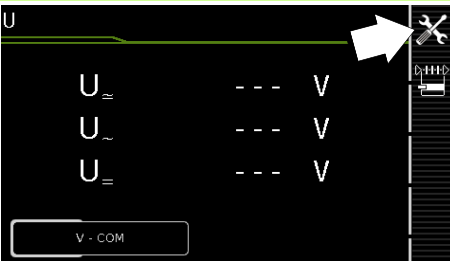 U
U≃ - - - V
U~ - - - V
U= - - - V
V - COM